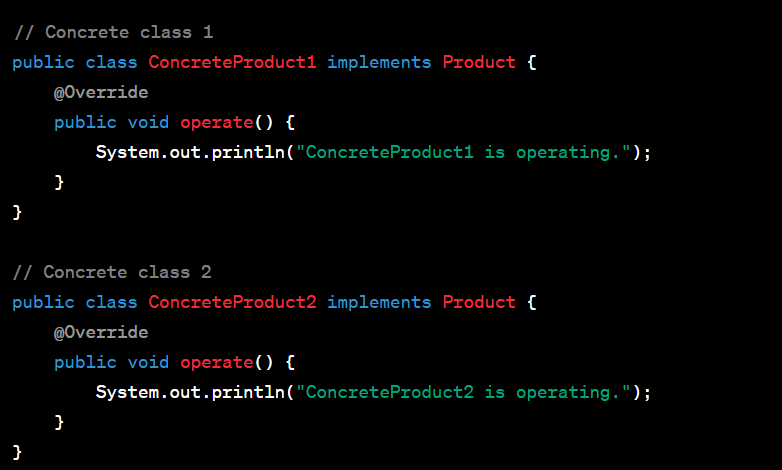 // Concrete class 1
public class ConcreteProduct1 implements Product {
    @Override
    public void operate() {
        System.out.println("ConcreteProduct1 is operating.");
    }
}

// Concrete class 2
public class ConcreteProduct2 implements Product {
    @Override
    public void operate() {
        System.out.println("ConcreteProduct2 is operating.");
    }
}